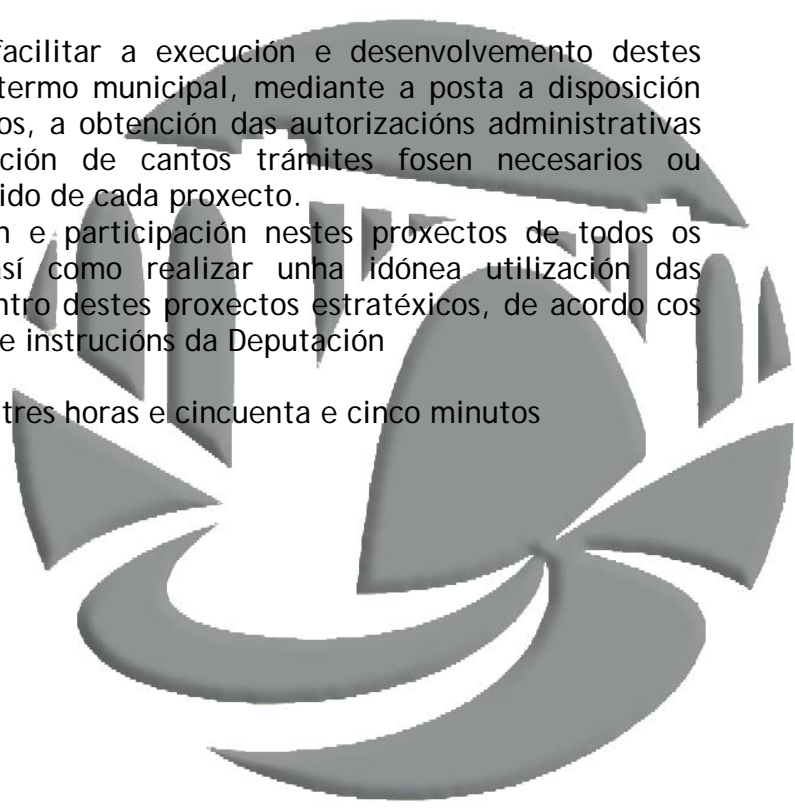 facilitar a execución e desenvolvemento destes
termo municipal, mediante a posta a disposición
os, a obtención das autorizacións administrativas
ción de cantos trámites fosen necesarios ou
ido de cada proxecto.
n e participación nestes proxectos de todos os
así como realizar unha idónea utilización das
ntro destes proxectos estratéxicos, de acordo cos
e instrucións da Deputación
tres horas e cincuenta e cinco minutos